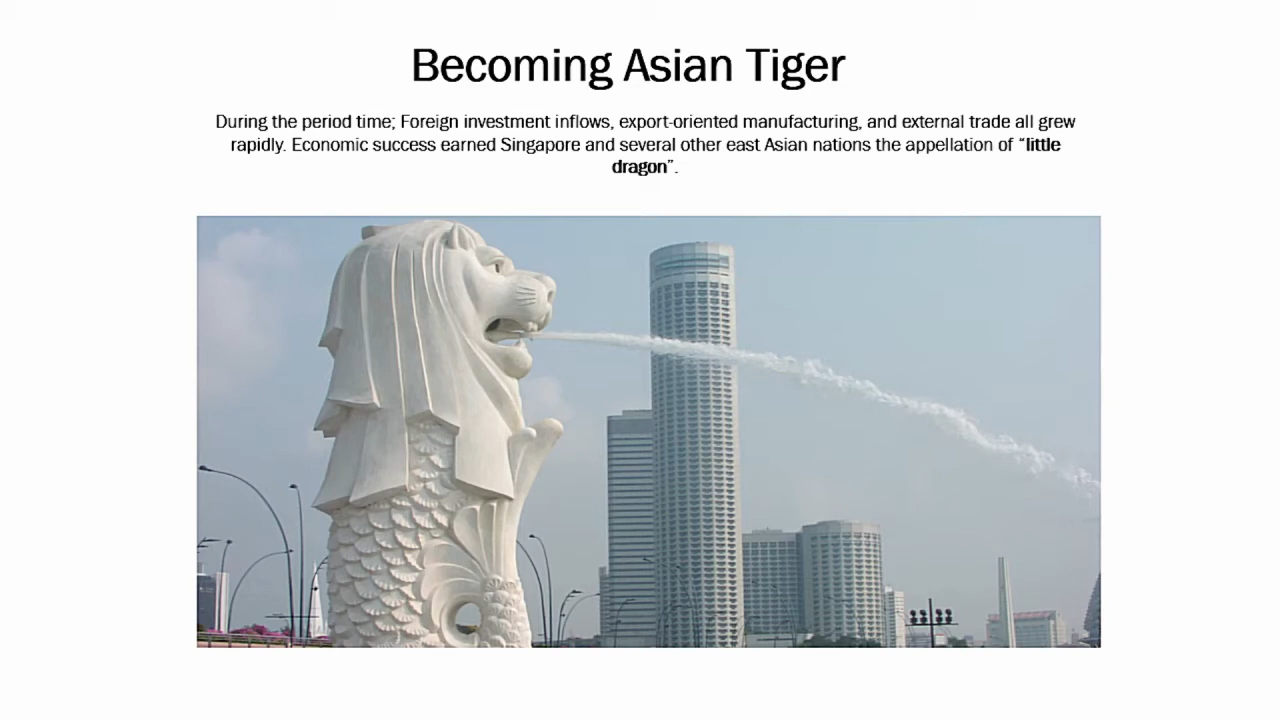 Becoming Asian Tiger
During the period time; Foreign investment inflows, export-oriented manufacturing, and external trade all grew
rapidly. Economic success earned Singapore and several other east Asian nations the appellation of “little
dragon”.